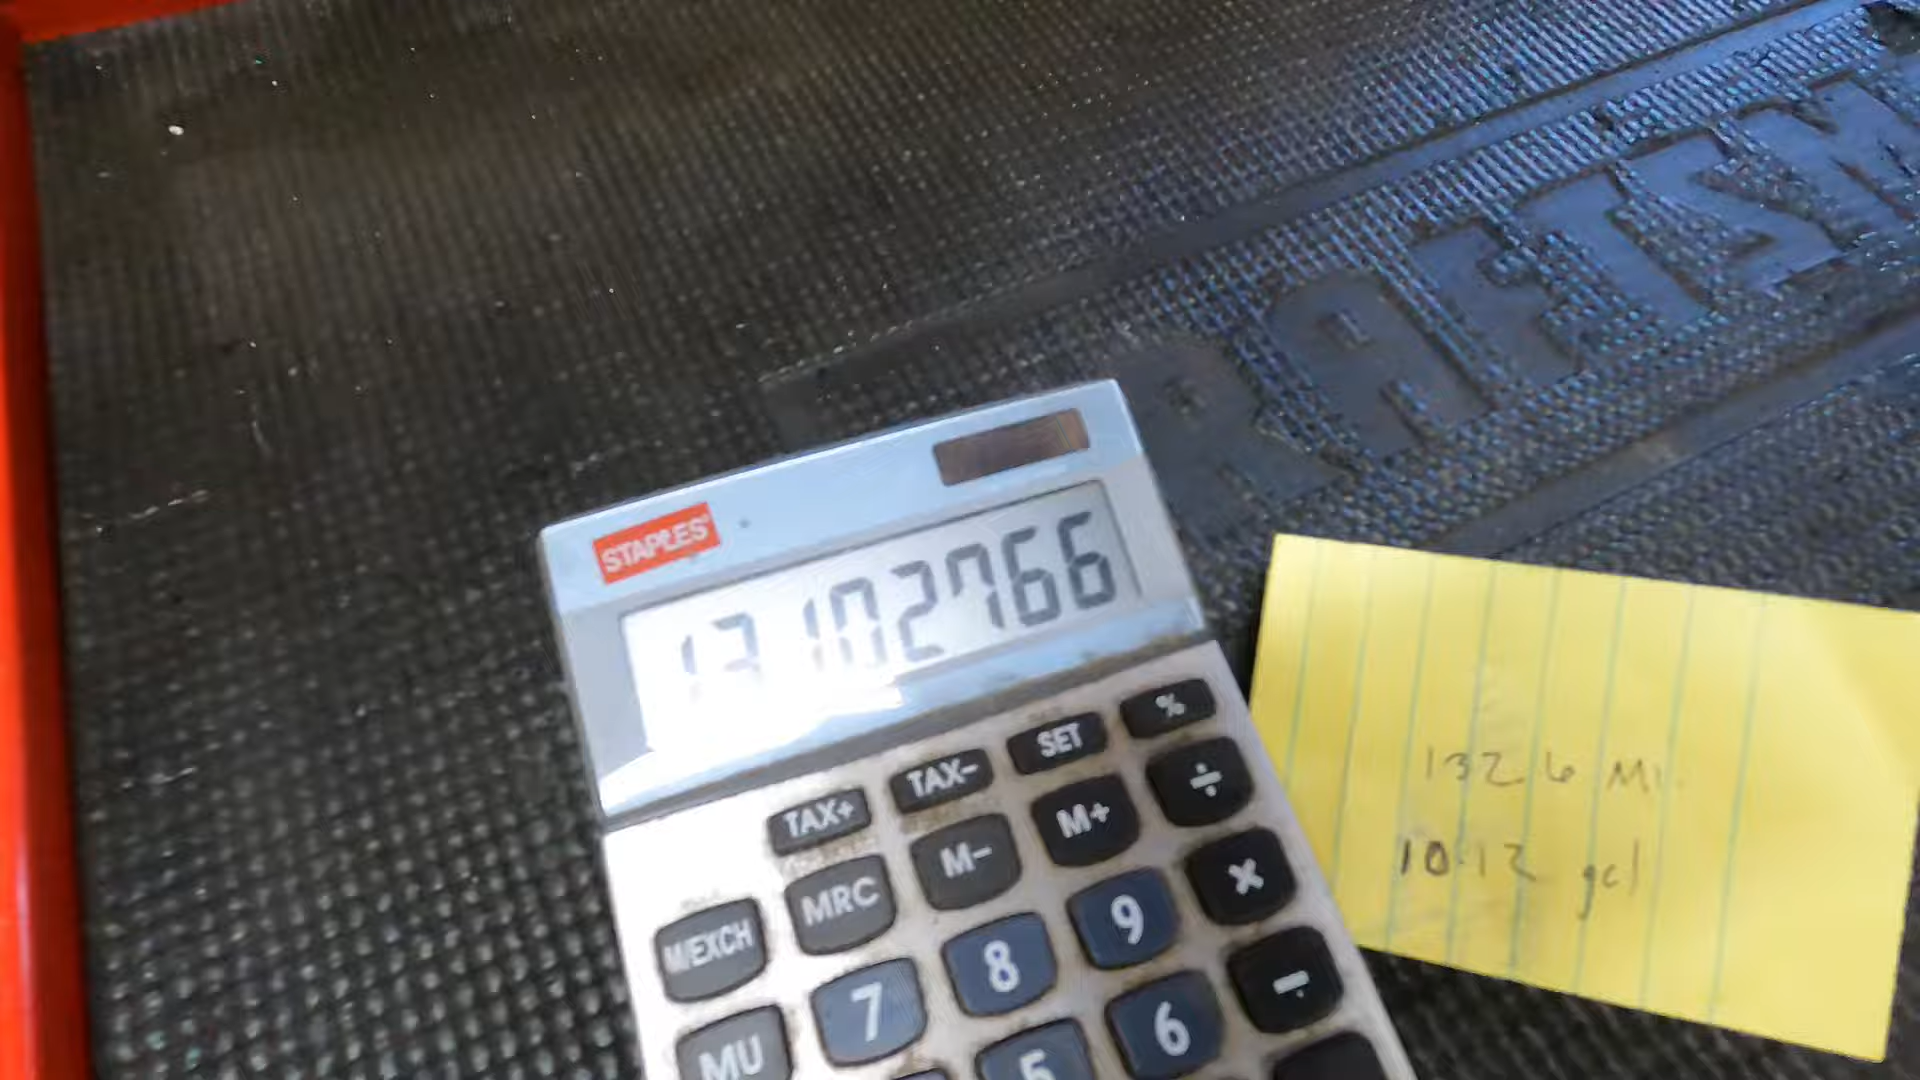 CRAFTSM
STAPLES
13.102766
%
SET
TAX-
TAX+
÷
M+
M-
MRC
M/EXCH
×
9
8
7
MU
-
6
5
132.6 Mi.
10.12 gal